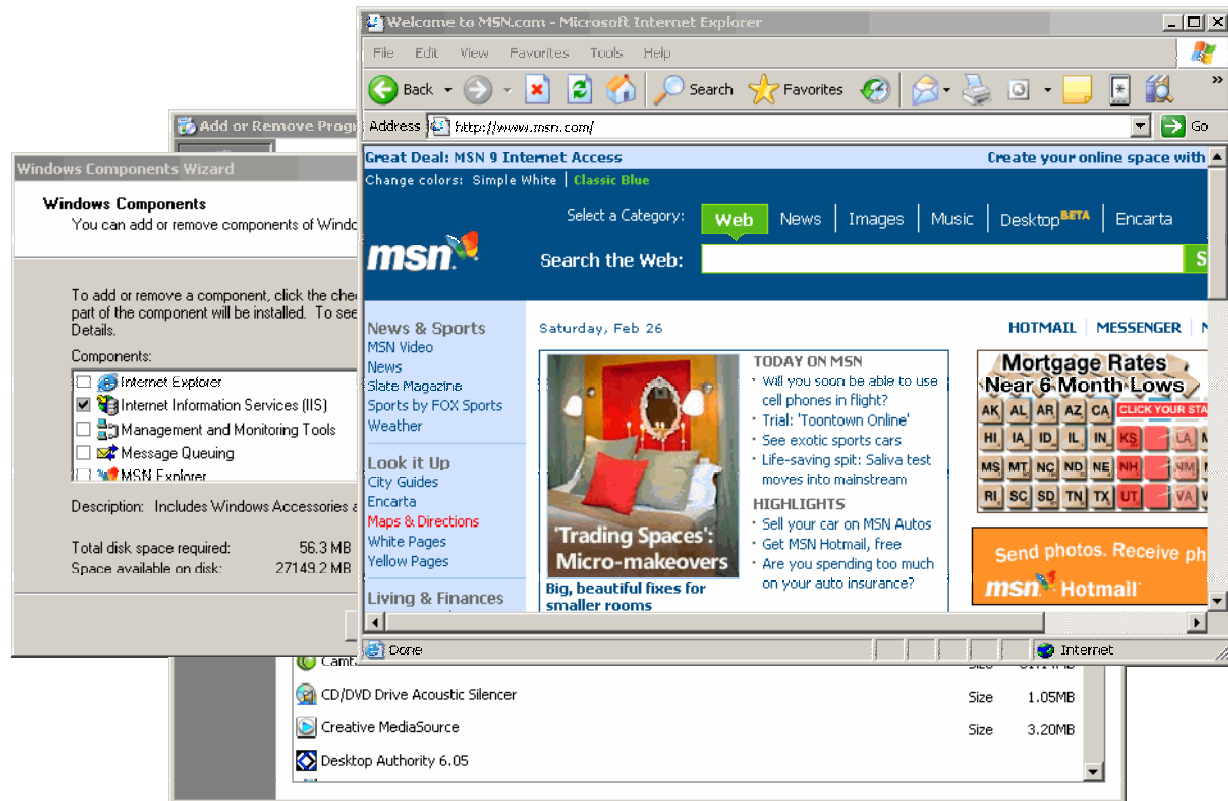 Welcome to MSN.com - Microsoft Internet Explorer
File Edit View Favorites Tools Help
Back Search Favorites
Address http://www.msn.com/ Go
Great Deal: MSN 9 Internet Access Create your online space with
Change colors: Simple White | Classic Blue
Select a Category: Web News Images Music Desktop BETA Encarta
msn
Search the Web: S
News & Sports
MSN Video
News
Slate Magazine
Sports by FOX Sports
Weather
Look it Up
City Guides
Encarta
Maps & Directions
White Pages
Yellow Pages
Living & Finances
Saturday, Feb 26
HOTMAIL | MESSENGER
'Trading Spaces':
Micro-makeovers
Big, beautiful fixes for
smaller rooms
TODAY ON MSN
· Will you soon be able to use
cell phones in flight?
· Trial: 'Toontown Online'
· See exotic sports cars
· Life-saving spit: Saliva test
moves into mainstream
HIGHLIGHTS
· Sell your car on MSN Autos
· Get MSN Hotmail, free
· Are you spending too much
on your auto insurance?
Mortgage Rates
Near 6 Month Lows
AK AL AR AZ CA CLICK YOUR STA
HI IA ID IL IN KS LA
MS MT NC ND NE NH NM
RI SC SD TN TX UT VA
Send photos. Receive ph
msn Hotmail
Done Internet
Add or Remove Prog
Windows Components Wizard
Windows Components
You can add or remove components of Windo
To add or remove a component, click the che
part of the component will be installed. To see
Details.
Components:
Internet Explorer
Internet Information Services (IIS)
Management and Monitoring Tools
Message Queuing
MSN Explorer
Description: Includes Windows Accessories a
Total disk space required: 56.3 MB
Space available on disk: 27149.2 MB
Camt
CD/DVD Drive Acoustic Silencer Size 1.05MB
Creative MediaSource Size 3.20MB
Desktop Authority 6.05